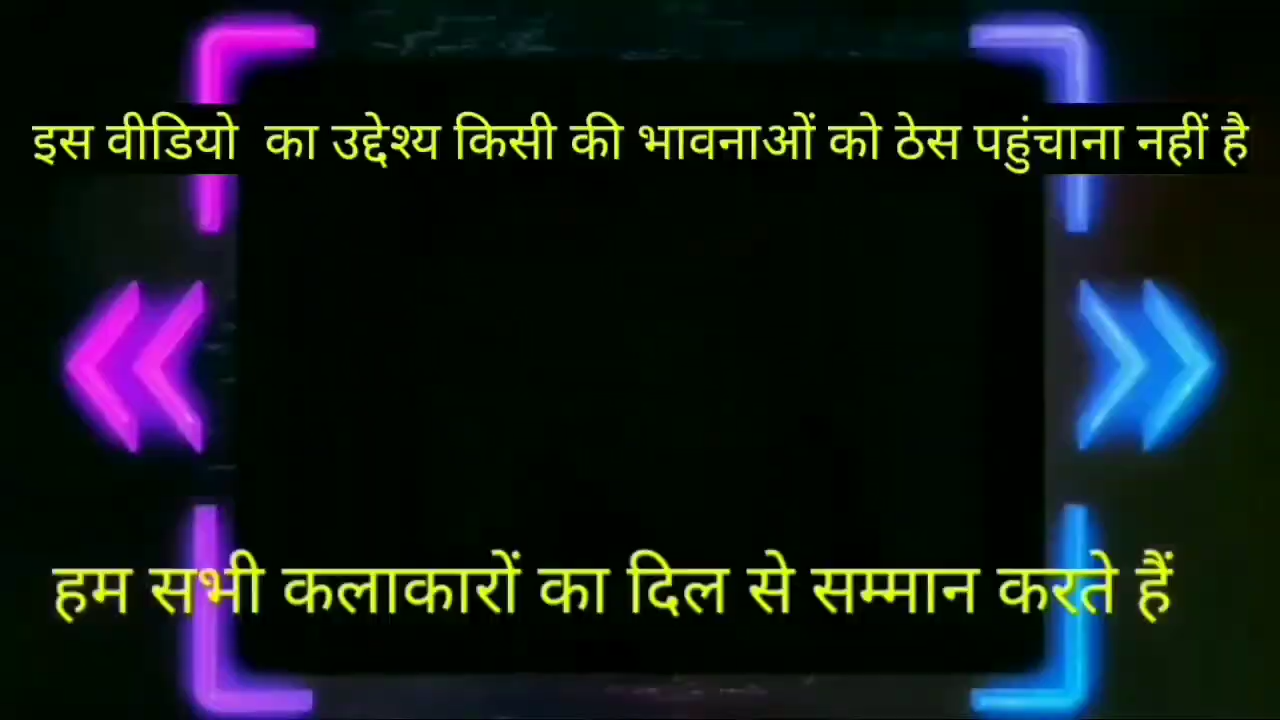 इस वीडियो का उद्देश्य किसी की भावनाओं को ठेस पहुंचाना नहीं है
हम सभी कलाकारों का दिल से सम्मान करते हैं